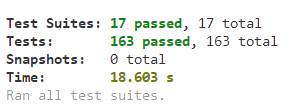 Test Suites: 17 passed, 17 total
Tests: 163 passed, 163 total
Snapshots: 0 total
Time: 18.603 s
Ran all test suites.